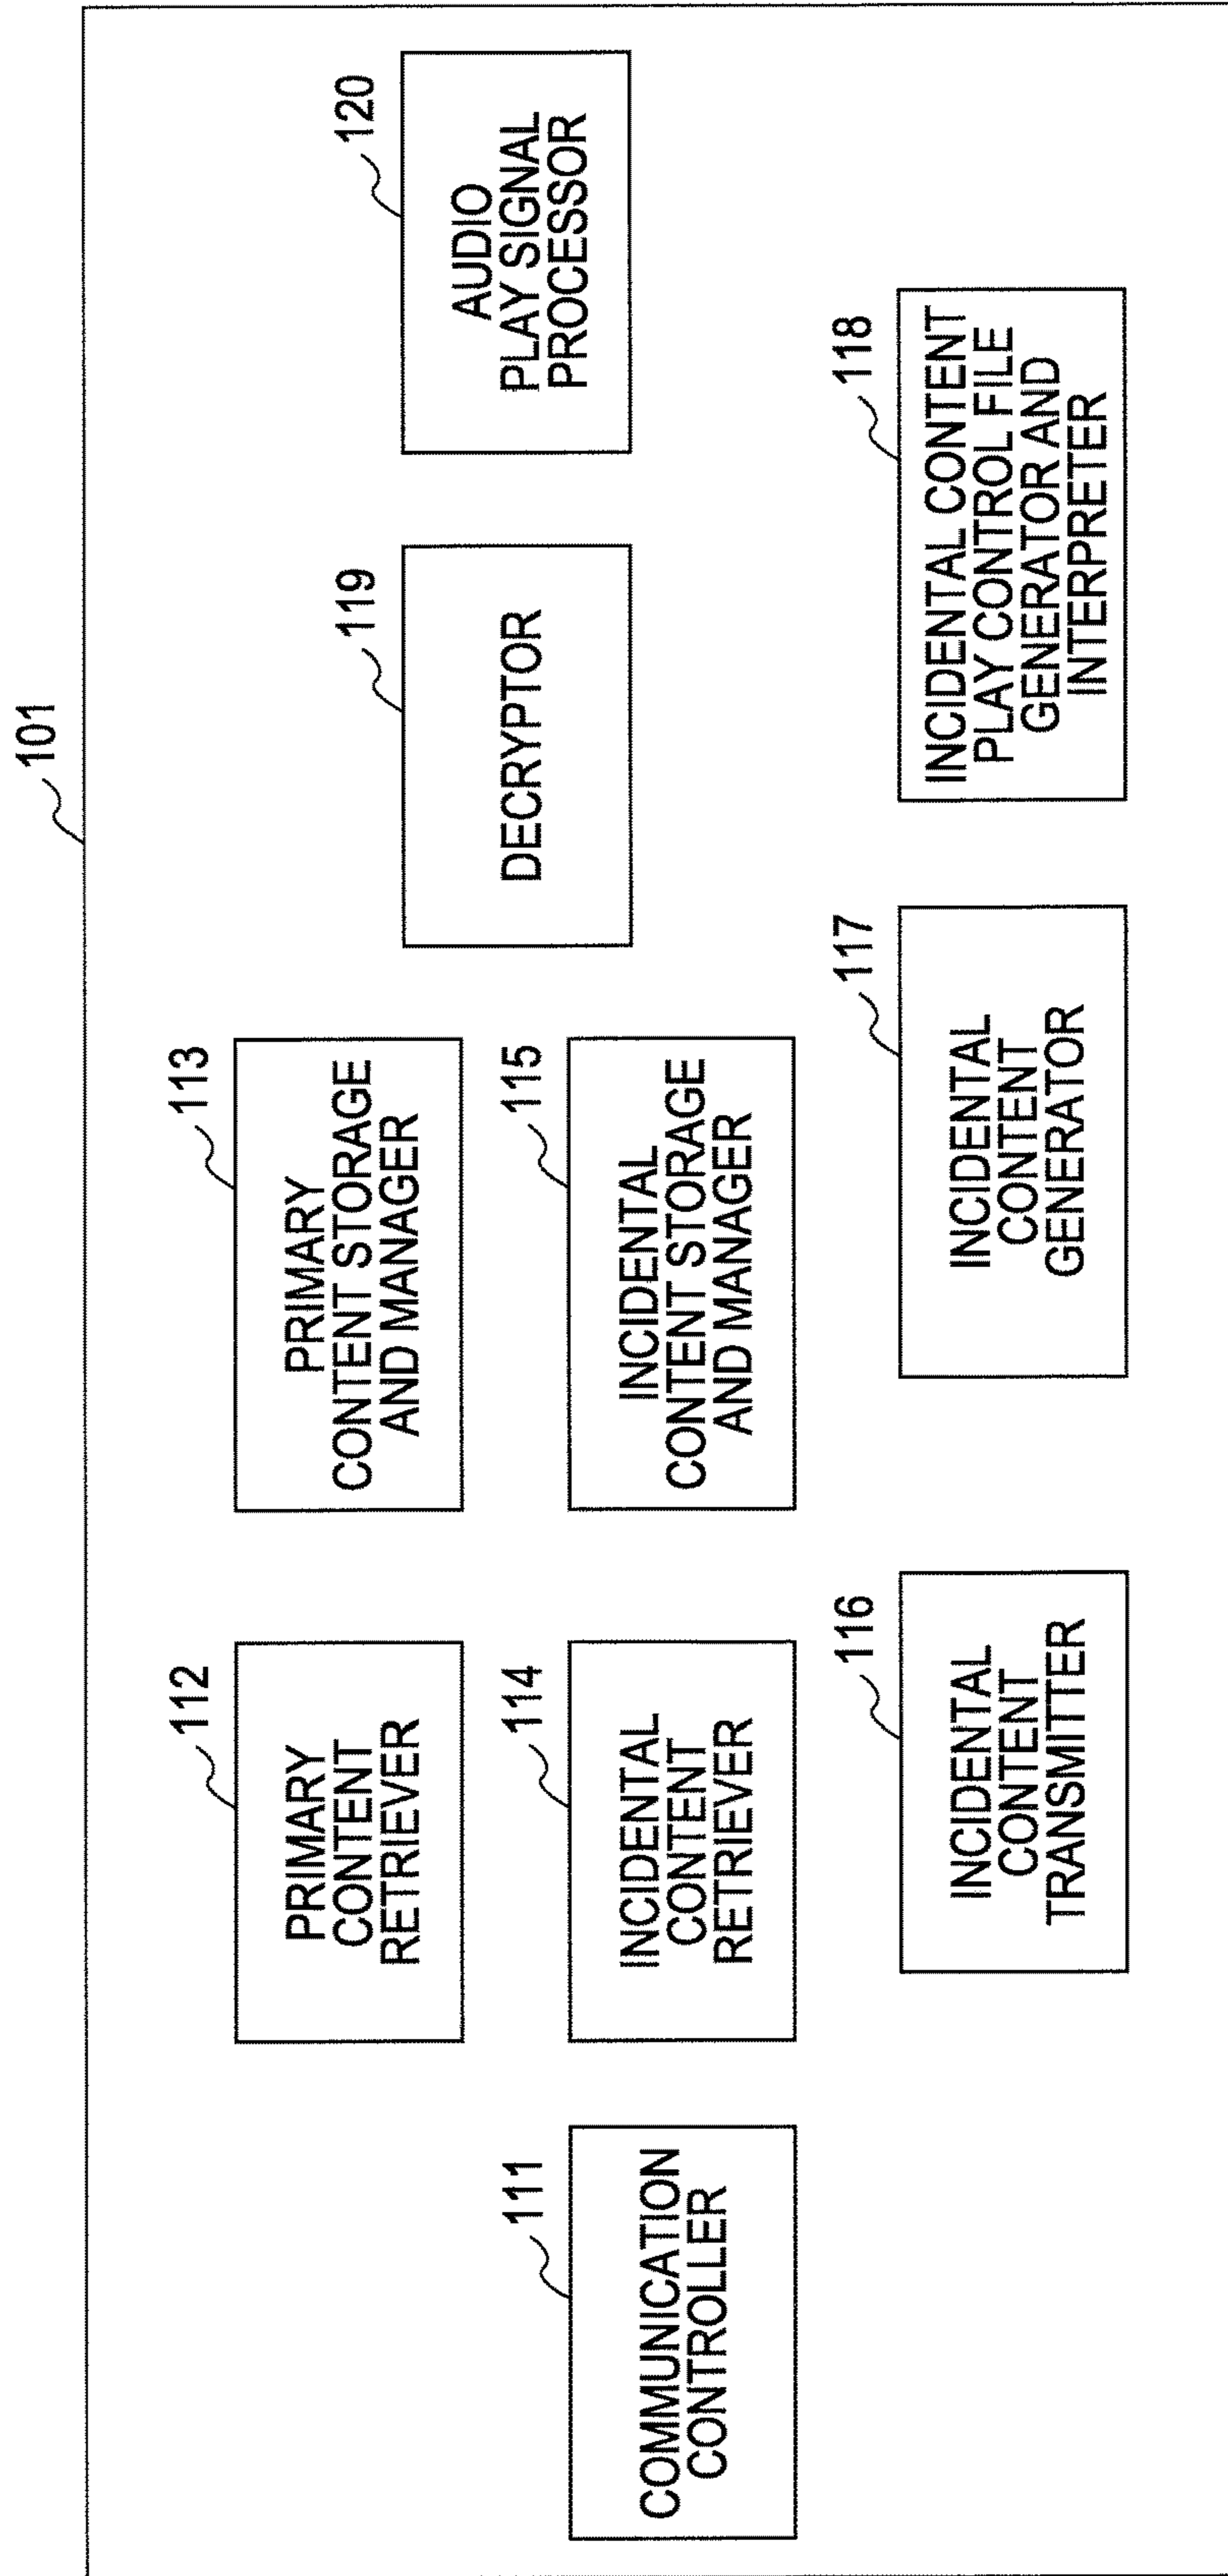 101
111
COMMUNICATION
CONTROLLER
112
PRIMARY
CONTENT
RETRIEVER
113
PRIMARY
CONTENT STORAGE
AND MANAGER
114
INCIDENTAL
CONTENT
RETRIEVER
115
INCIDENTAL
CONTENT STORAGE
AND MANAGER
116
INCIDENTAL
CONTENT
TRANSMITTER
117
INCIDENTAL
CONTENT
GENERATOR
118
INCIDENTAL CONTENT
PLAY CONTROL FILE
GENERATOR AND
INTERPRETER
119
DECRYPTOR
120
AUDIO
PLAY SIGNAL
PROCESSOR